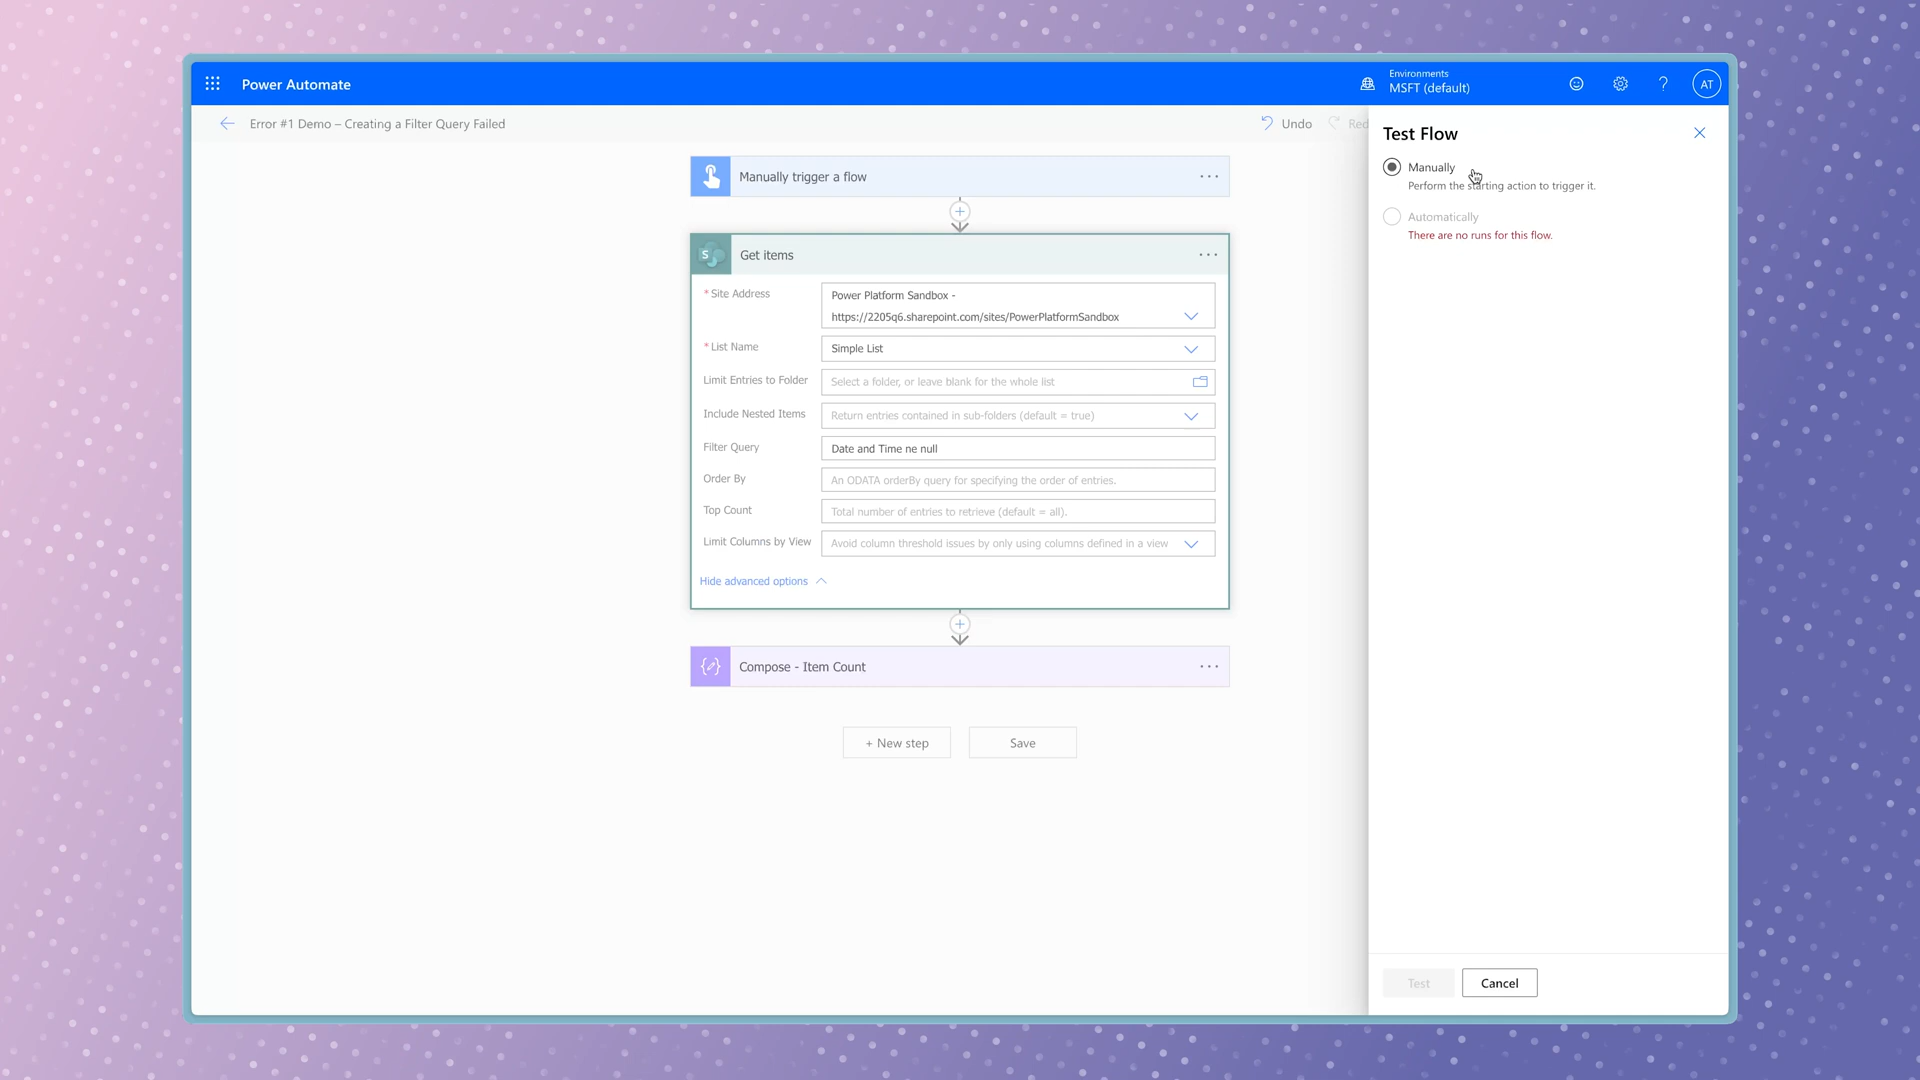 Power Automate
Environments
MSFT (default)
?
AT
Error #1 Demo – Creating a Filter Query Failed
Undo
Red
Manually trigger a flow
S
Get items
* Site Address
Power Platform Sandbox -
https://2205q6.sharepoint.com/sites/PowerPlatformSandbox
* List Name
Simple List
Limit Entries to Folder
Select a folder, or leave blank for the whole list
Include Nested Items
Return entries contained in sub-folders (default = true)
Filter Query
Date and Time ne null
Order By
An ODATA orderBy query for specifying the order of entries.
Top Count
Total number of entries to retrieve (default = all).
Limit Columns by View
Avoid column threshold issues by only using columns defined in a view
Hide advanced options
Compose - Item Count
+ New step
Save
Test Flow
Manually
Perform the starting action to trigger it.
Automatically
There are no runs for this flow.
Test
Cancel